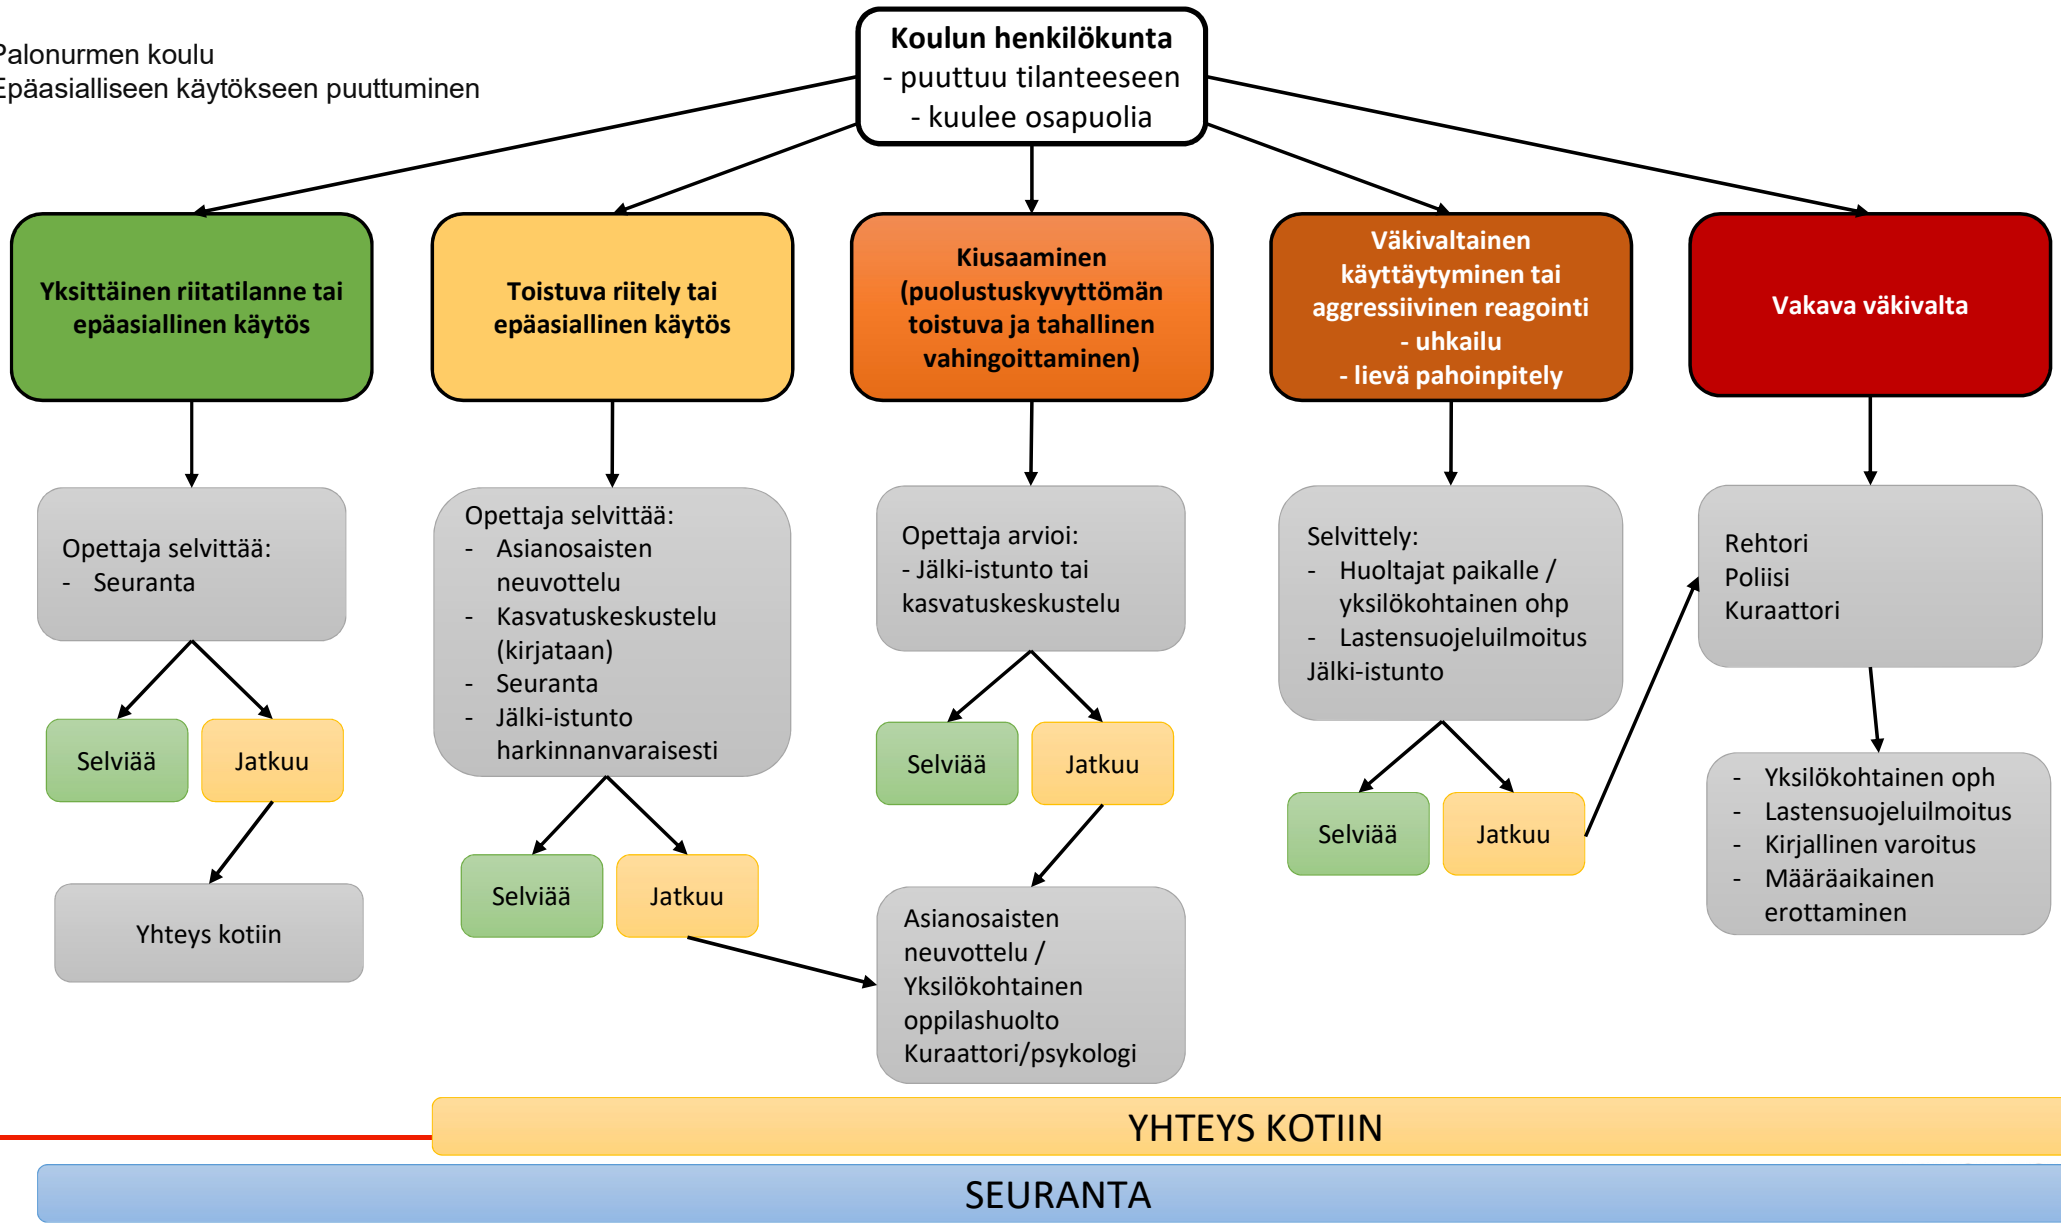 Palonurmen koulu
Epäasialliseen käytökseen puuttuminen
Koulun henkilökunta
- puuttuu tilanteeseen
- kuulee osapuolia
Yksittäinen riitatilanne tai
epäasiallinen käytös
Toistuva riitely tai
epäasiallinen käytös
Kiusaaminen
(puolustuskyvyttömän
toistuva ja tahallinen
vahingoittaminen)
Väkivaltainen
käyttäytyminen tai
aggressiivinen reagointi
- uhkailu
- lievä pahoinpitely
Vakava väkivalta
Opettaja selvittää:
- Seuranta
Selviää
Jatkuu
Yhteys kotiin
Opettaja selvittää:
- Asianosaisten
neuvottelu
- Kasvatuskeskustelu
(kirjataan)
- Seuranta
- Jälki-istunto
harkinnanvaraisesti
Selviää
Jatkuu
Opettaja arvioi:
- Jälki-istunto tai
kasvatuskeskustelu
Selviää
Jatkuu
Asianosaisten
neuvottelu /
Yksilökohtainen
oppilashuolto
Kuraattori/psykologi
Selvittely:
- Huoltajat paikalle /
yksilökohtainen ohp
- Lastensuojeluilmoitus
Jälki-istunto
Selviää
Jatkuu
Rehtori
Poliisi
Kuraattori
- Yksilökohtainen oph
- Lastensuojeluilmoitus
- Kirjallinen varoitus
- Määräaikainen
erottaminen
YHTEYS KOTIIN
SEURANTA